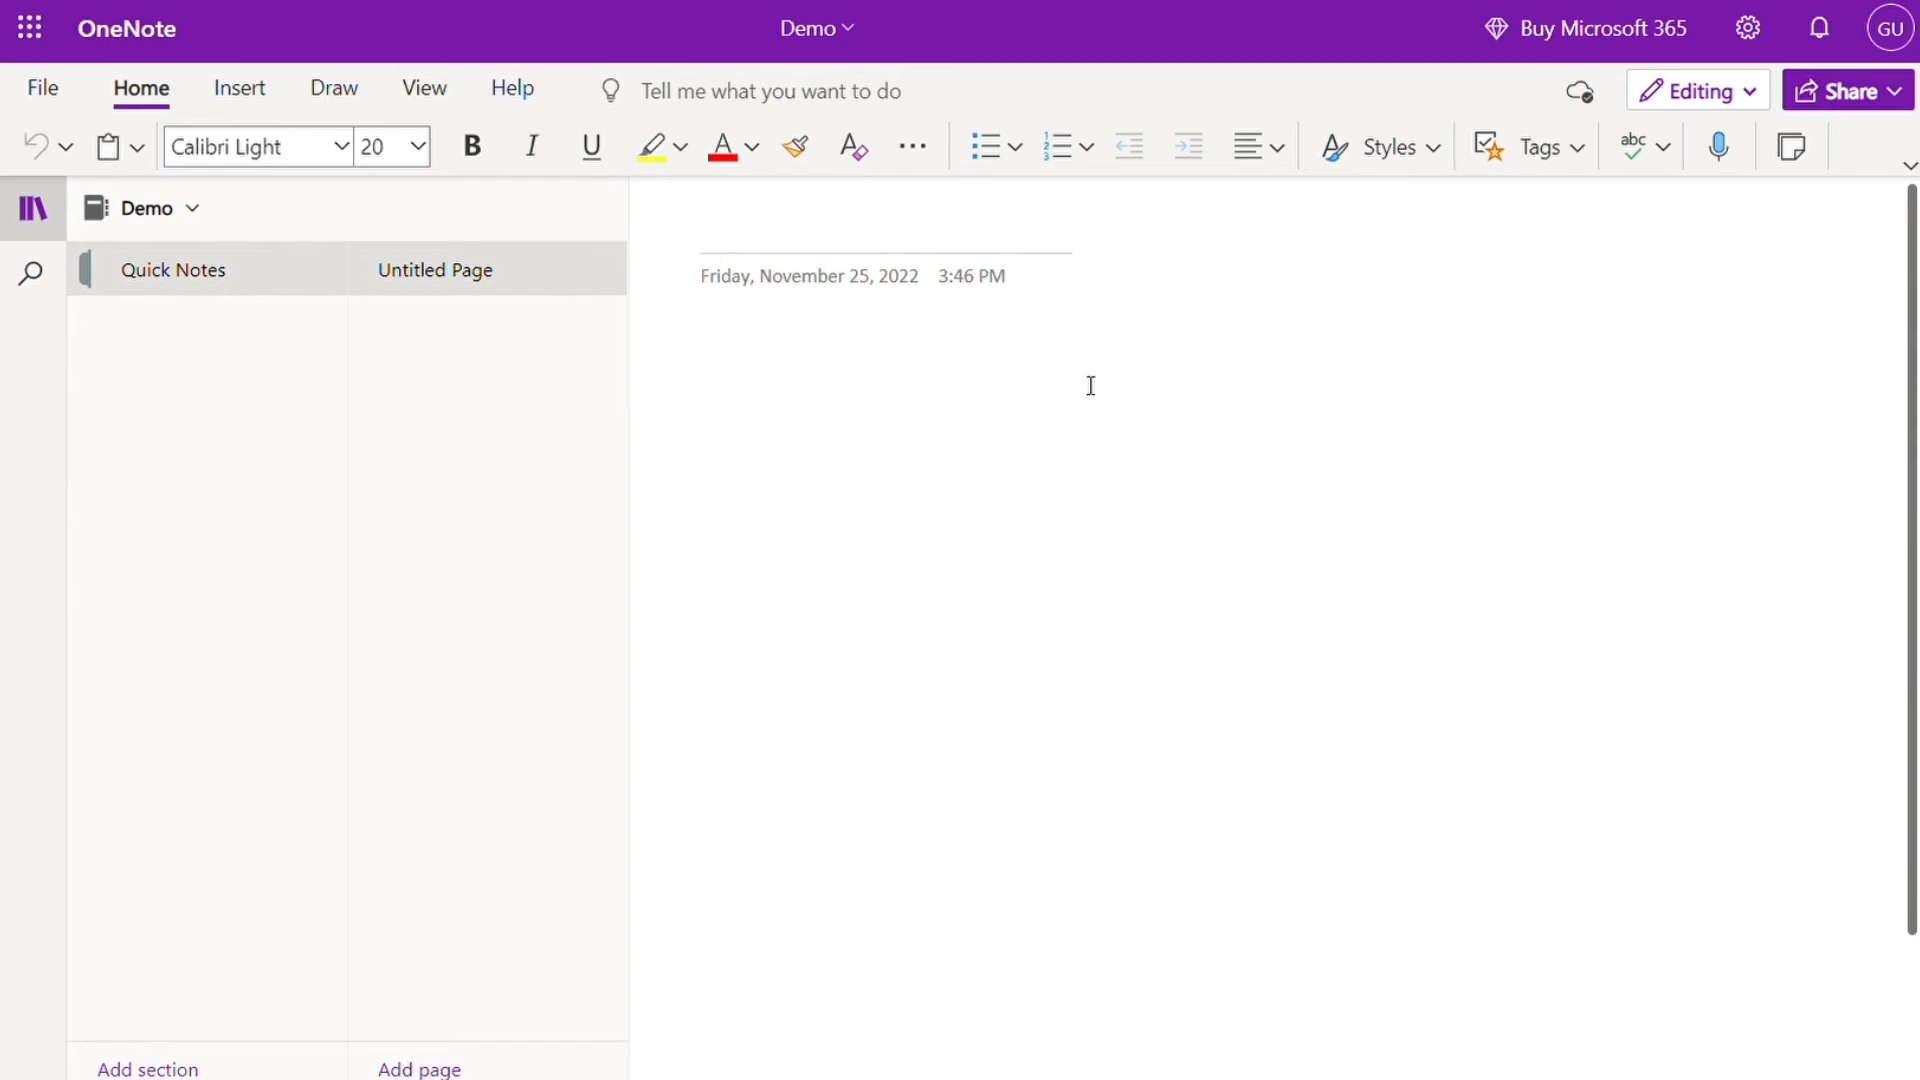 OneNote
Demo
Buy Microsoft 365
GU
File Home Insert Draw View Help Tell me what you want to do
Editing
Share
Calibri Light 20 B I U A A Styles Tags abc
Demo
Quick Notes Untitled Page
Friday, November 25, 2022 3:46 PM
Add section Add page